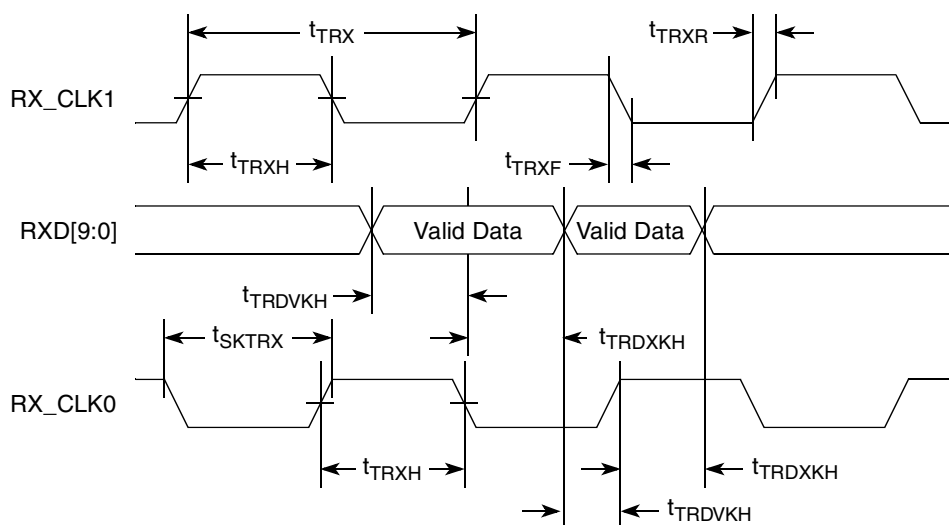 tTRX
tTRXR
RX_CLK1
tTRXH
tTRXF
RXD[9:0]
Valid Data
Valid Data
tTRDVKH
tSKTRX
tTRDXKH
RX_CLK0
tTRXH
tTRDXKH
tTRDVKH